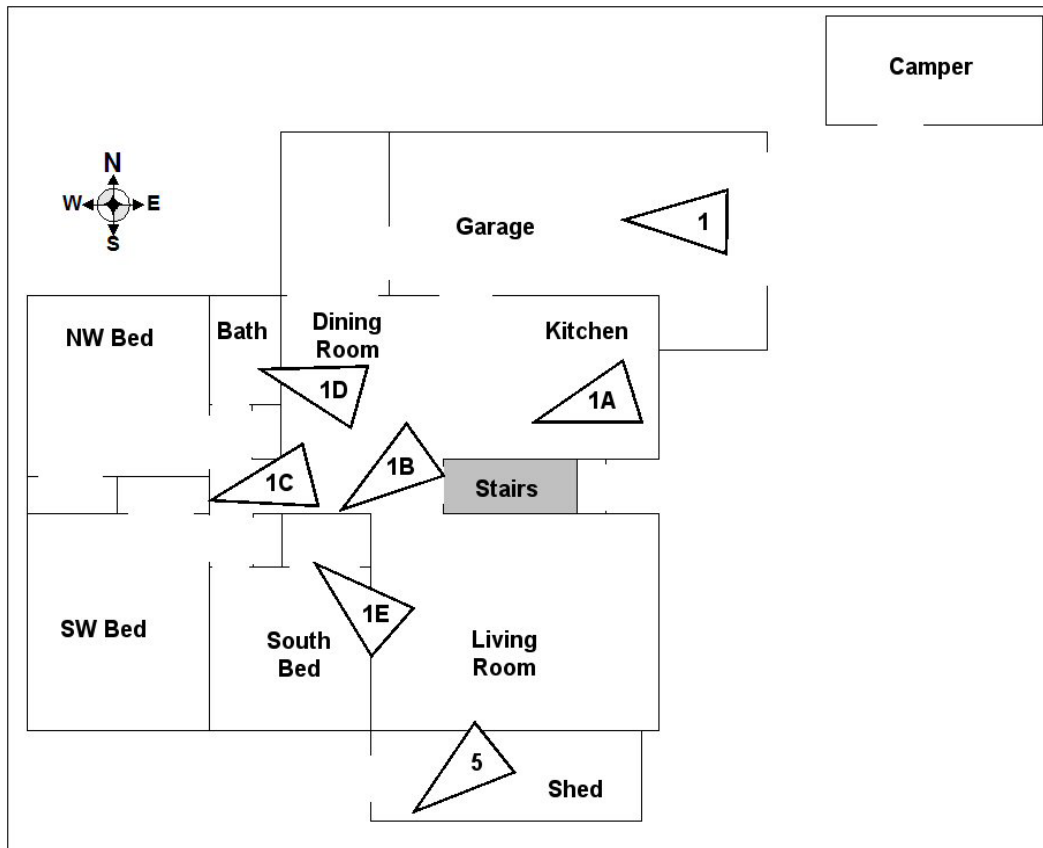 Camper
N
W E
S
Garage
1
NW Bed
Bath
Dining
Room
Kitchen
1D
1A
1B
1C
Stairs
1E
SW Bed
South
Bed
Living
Room
5
Shed